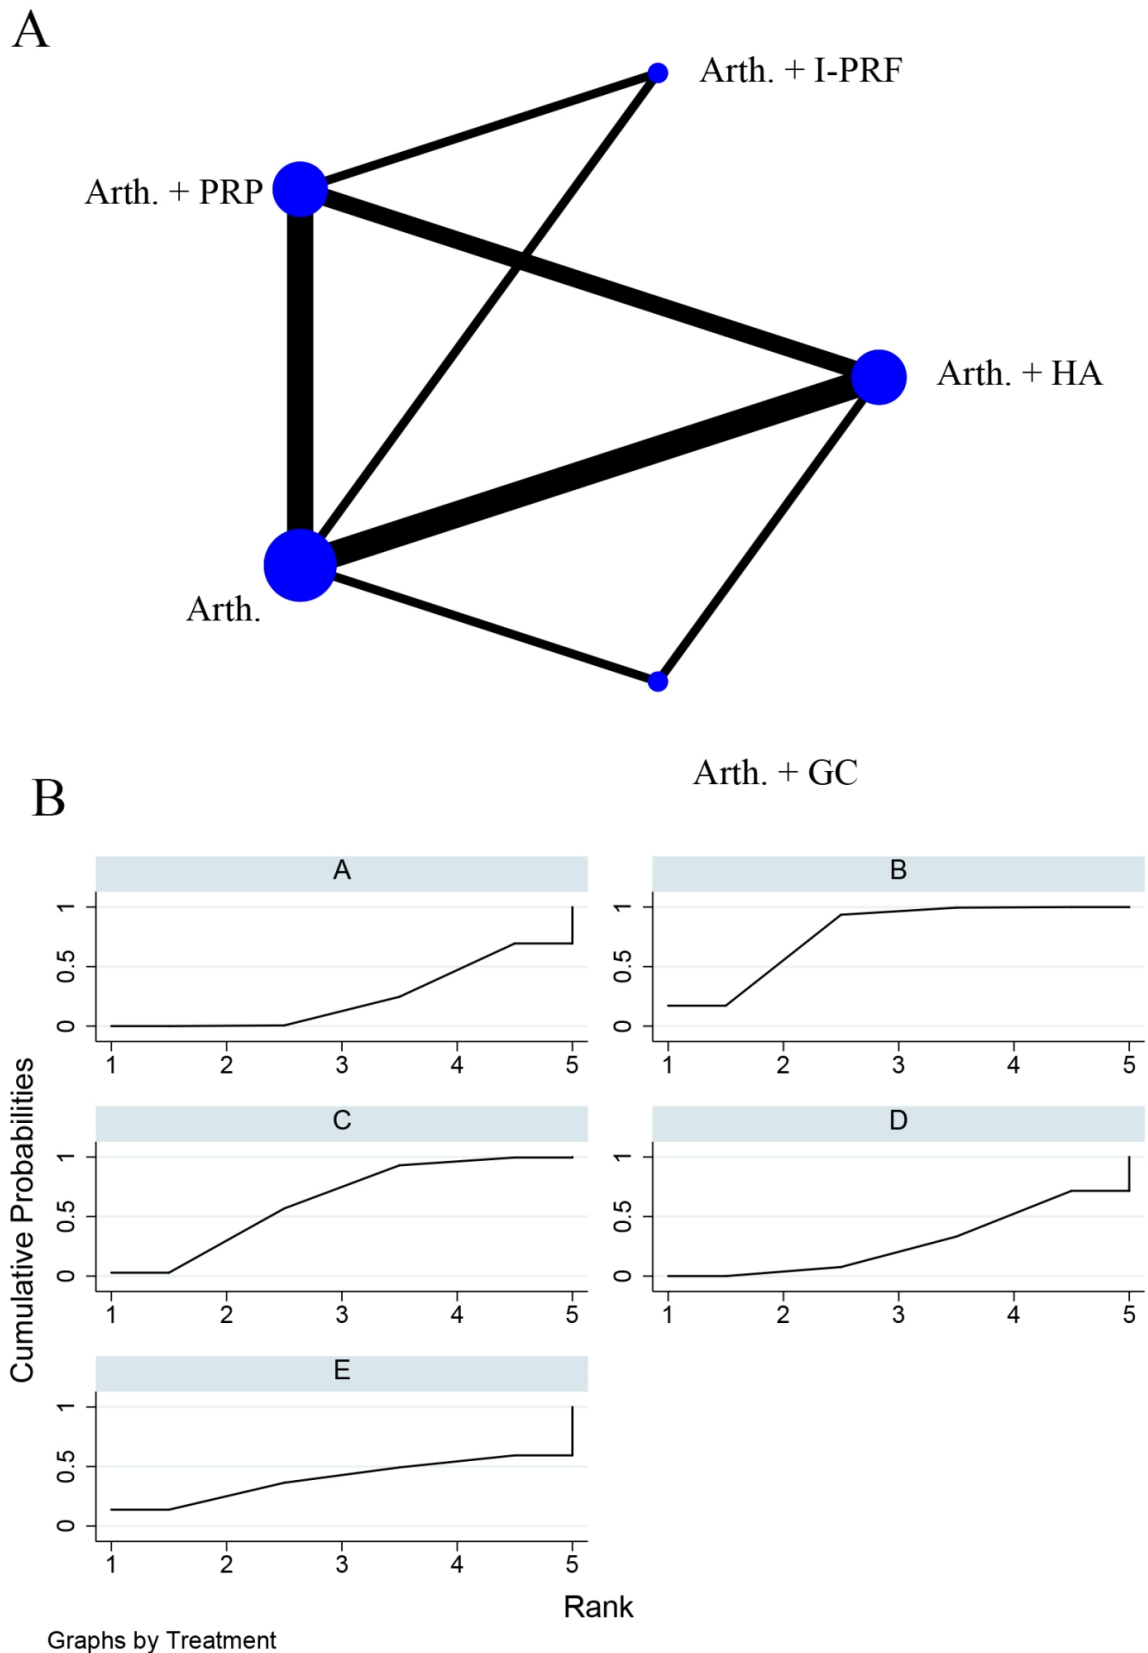 A
Arth. + I-PRF
Arth. + PRP
Arth. + HA
Arth.
Arth. + GC
B
A
0 0.5 1
1 2 3 4 5
B
0 0.5 1
1 2 3 4 5
C
0 0.5 1
1 2 3 4 5
D
0 0.5 1
1 2 3 4 5
E
0 0.5 1
1 2 3 4 5
Cumulative Probabilities
Rank
Graphs by Treatment